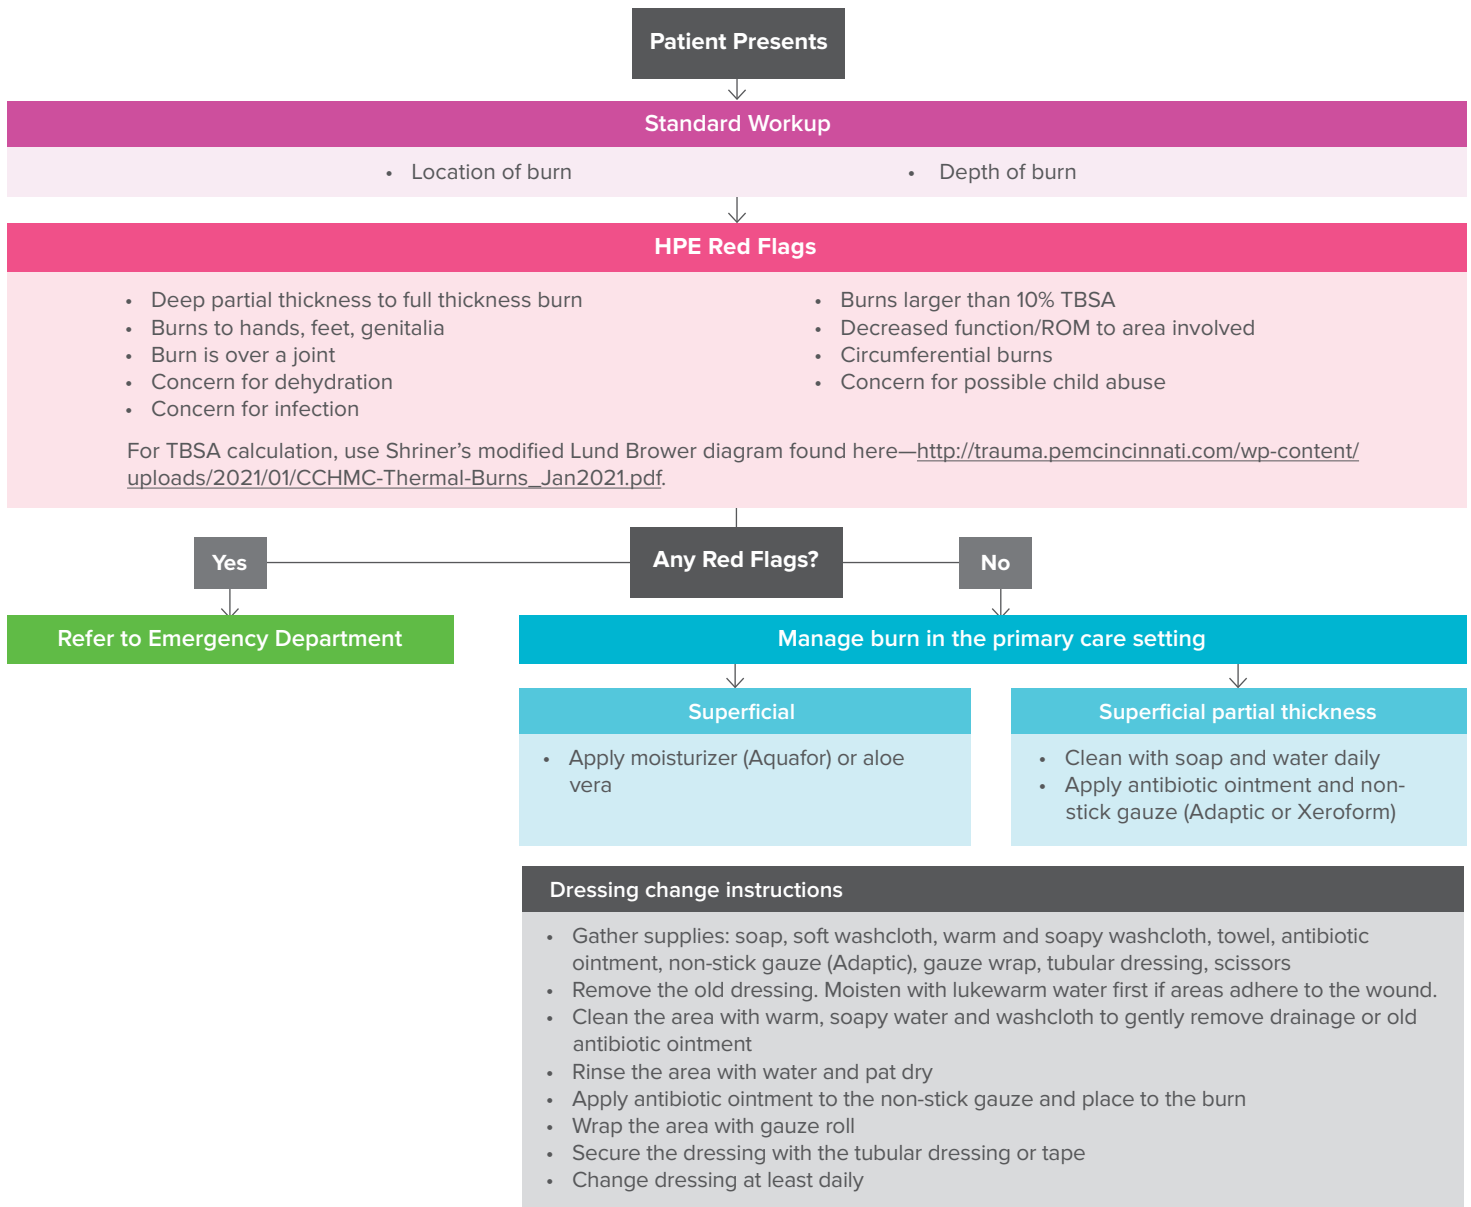 Patient Presents
Standard Workup
• Location of burn
• Depth of burn
HPE Red Flags
• Deep partial thickness to full thickness burn
• Burns to hands, feet, genitalia
• Burn is over a joint
• Concern for dehydration
• Concern for infection
• Burns larger than 10% TBSA
• Decreased function/ROM to area involved
• Circumferential burns
• Concern for possible child abuse
For TBSA calculation, use Shriner’s modified Lund Brower diagram found here—http://trauma.pemcincinnati.com/wp-content/
uploads/2021/01/CCHMC-Thermal-Burns_Jan2021.pdf.
Any Red Flags?
Yes
No
Refer to Emergency Department
Manage burn in the primary care setting
Superficial
• Apply moisturizer (Aquafor) or aloe
vera
Superficial partial thickness
• Clean with soap and water daily
• Apply antibiotic ointment and non-
stick gauze (Adaptic or Xeroform)
Dressing change instructions
• Gather supplies: soap, soft washcloth, warm and soapy washcloth, towel, antibiotic
ointment, non-stick gauze (Adaptic), gauze wrap, tubular dressing, scissors
• Remove the old dressing. Moisten with lukewarm water first if areas adhere to the wound.
• Clean the area with warm, soapy water and washcloth to gently remove drainage or old
antibiotic ointment
• Rinse the area with water and pat dry
• Apply antibiotic ointment to the non-stick gauze and place to the burn
• Wrap the area with gauze roll
• Secure the dressing with the tubular dressing or tape
• Change dressing at least daily